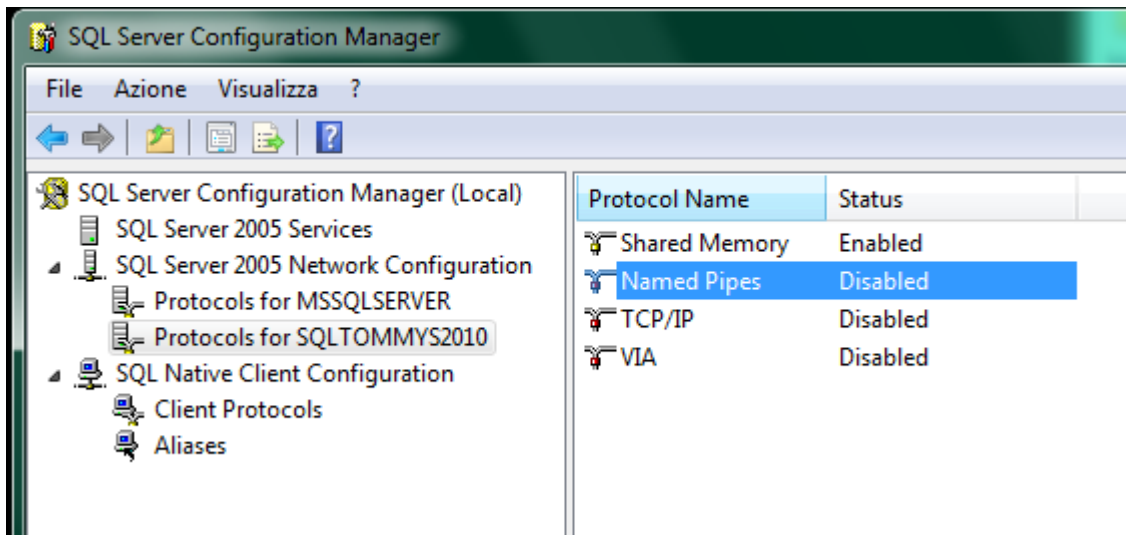 SQL Server Configuration Manager
File Azione Visualizza ?
SQL Server Configuration Manager (Local)
SQL Server 2005 Services
SQL Server 2005 Network Configuration
Protocols for MSSQLSERVER
Protocols for SQLTOMMYS2010
SQL Native Client Configuration
Client Protocols
Aliases
Protocol Name Status
Shared Memory Enabled
Named Pipes Disabled
TCP/IP Disabled
VIA Disabled